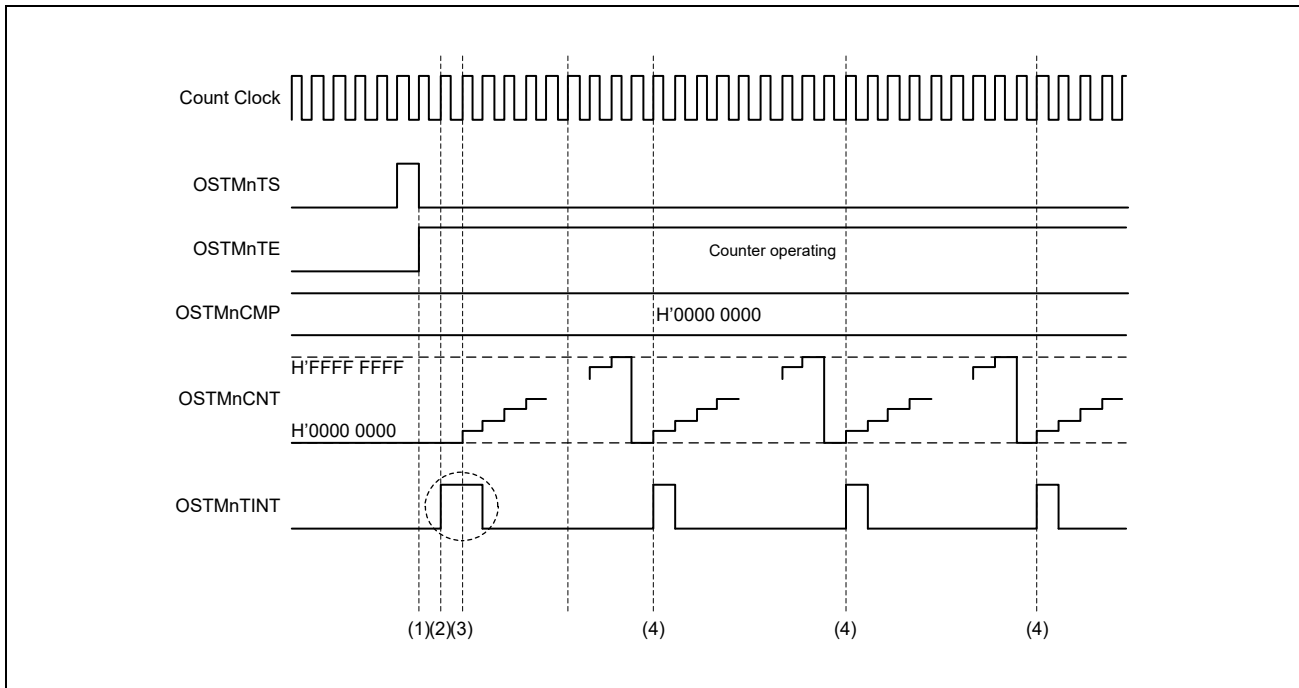 Count Clock
OSTMnTS
OSTMnTE
Counter operating
OSTMnCMP
H'0000 0000
H'FFFF FFFF
OSTMnCNT
H'0000 0000
OSTMnTINT
(1)(2)(3) (4) (4) (4)